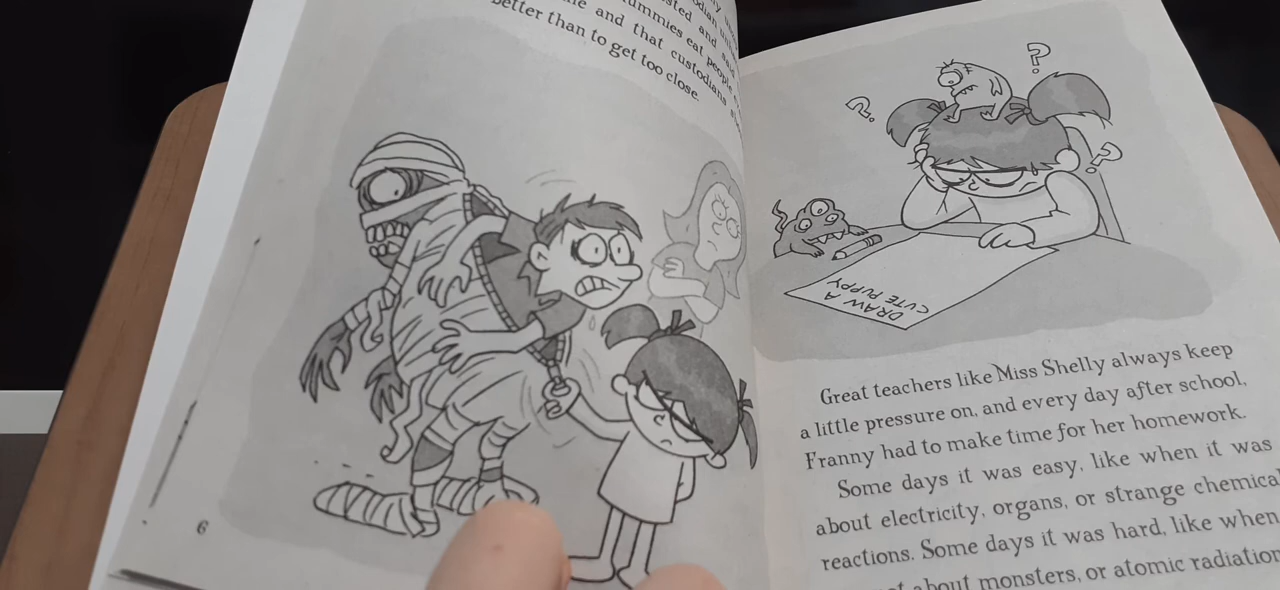 dian
sted and said
ummies eat people
e and that custodians
better than to get too close.
6
?
?
?
DRAW A
CUTE PUPPY
Great teachers like Miss Shelly always keep
a little pressure on, and every day after school,
Franny had to make time for her homework.
Some days it was easy, like when it was
about electricity, organs, or strange chemical
reactions. Some days it was hard, like when
about monsters, or atomic radiation